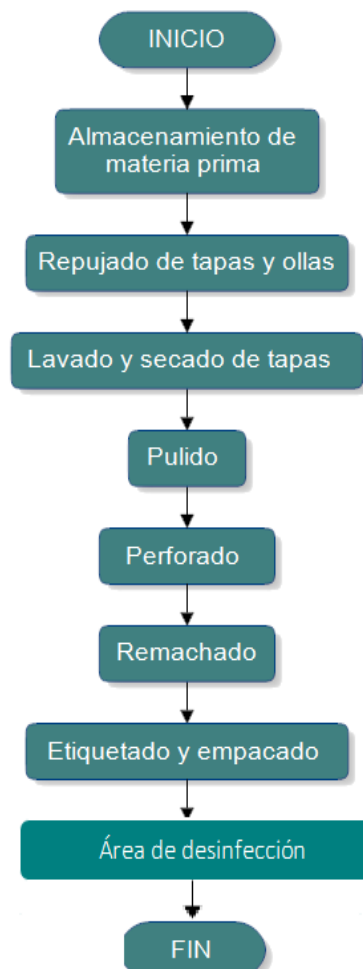 INICIO
Almacenamiento de
materia prima
Repujado de tapas y ollas
Lavado y secado de tapas
Pulido
Perforado
Remachado
Etiquetado y empacado
Área de desinfección
FIN